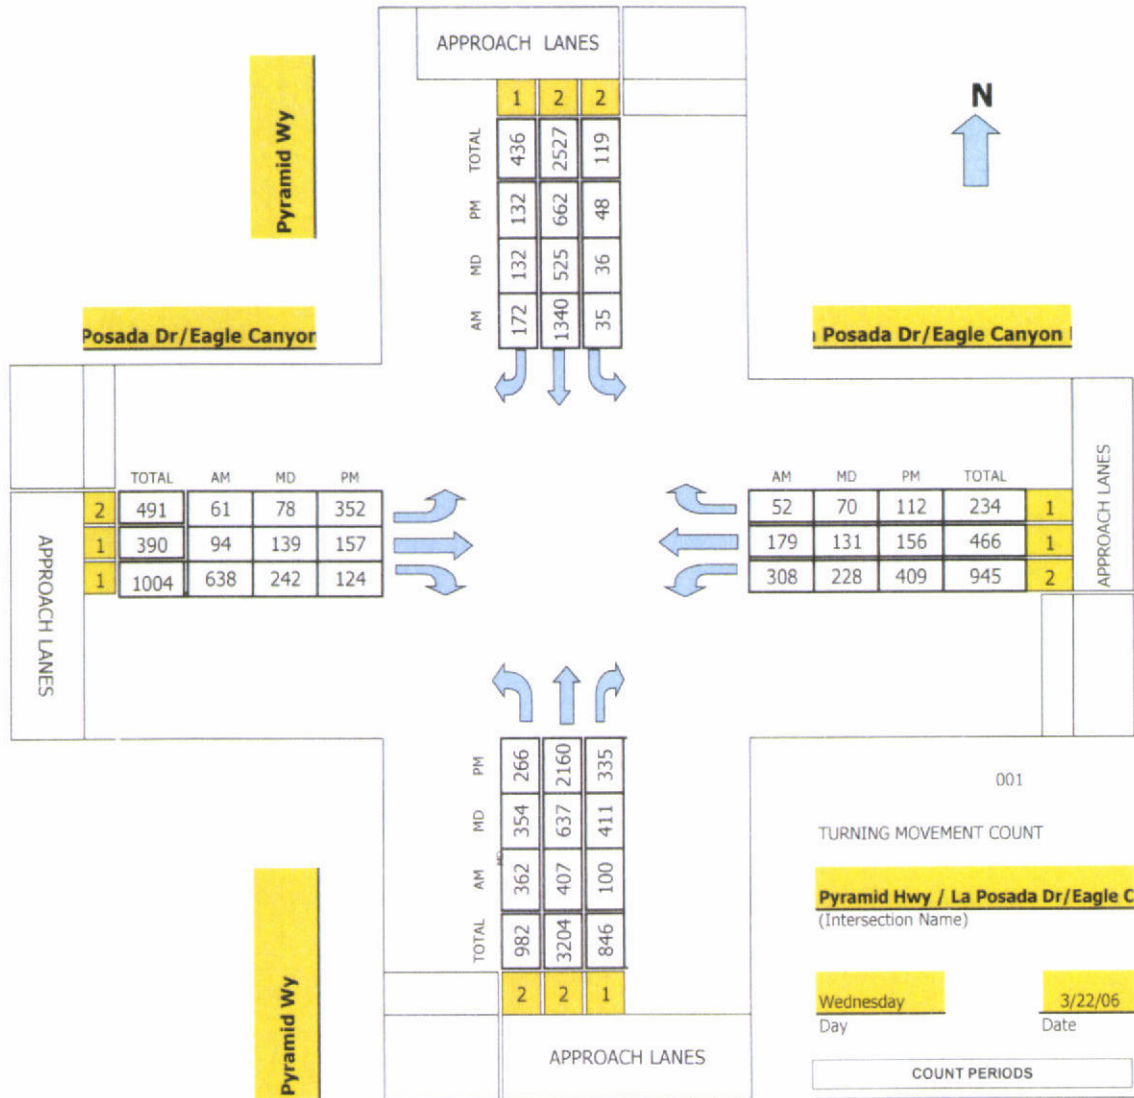 APPROACH LANES
1 2 2
TOTAL 436 2527 119
PM 132 662 48
MD 132 525 36
AM 172 1340 35
N
Pyramid Wy
Posada Dr/Eagle Canyon
Posada Dr/Eagle Canyon
TOTAL AM MD PM
2 491 61 78 352
1 390 94 139 157
1 1004 638 242 124
APPROACH LANES
AM MD PM TOTAL
52 70 112 234 1
179 131 156 466 1
308 228 409 945 2
APPROACH LANES
PM 266 2160 335
MD 354 637 411
MD
AM 362 407 100
TOTAL 982 3204 846
2 2 1
APPROACH LANES
Pyramid Wy
001
TURNING MOVEMENT COUNT
Pyramid Hwy / La Posada Dr/Eagle C
(Intersection Name)
Wednesday 3/22/06
Day Date
COUNT PERIODS